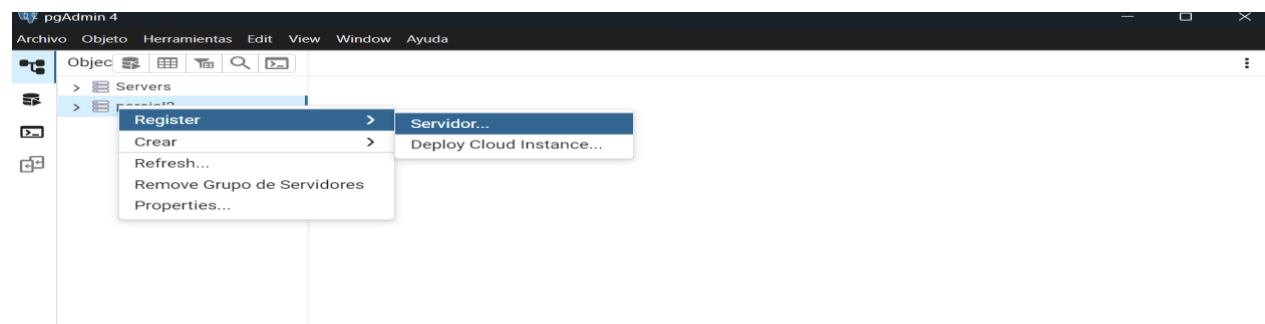 pgAdmin 4
Archivo Objeto Herramientas Edit View Window Ayuda
Objec
Servers
Register
Servidor...
Crear
Deploy Cloud Instance...
Refresh...
Remove Grupo de Servidores
Properties...